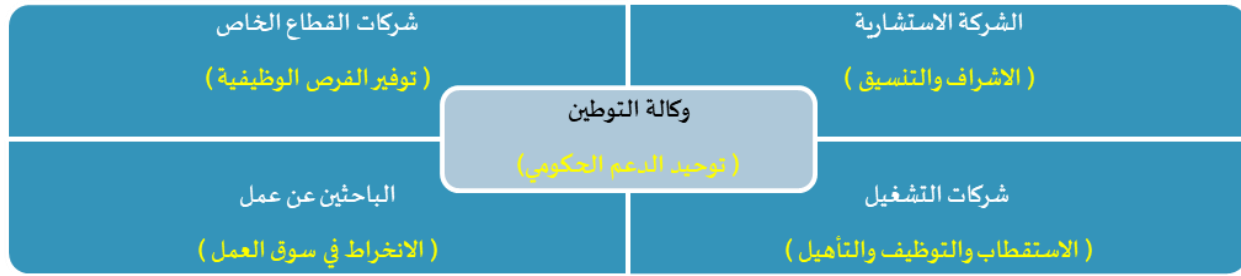 الشركة الاستشارية
( الاشراف والتنسيق )
شركات القطاع الخاص
( توفير الفرص الوظيفية )
وكالة التوطين
( توحيد الدعم الحكومي)
شركات التشغيل
( الاستقطاب والتوظيف والتأهيل )
الباحثين عن عمل
( الانخراط في سوق العمل )